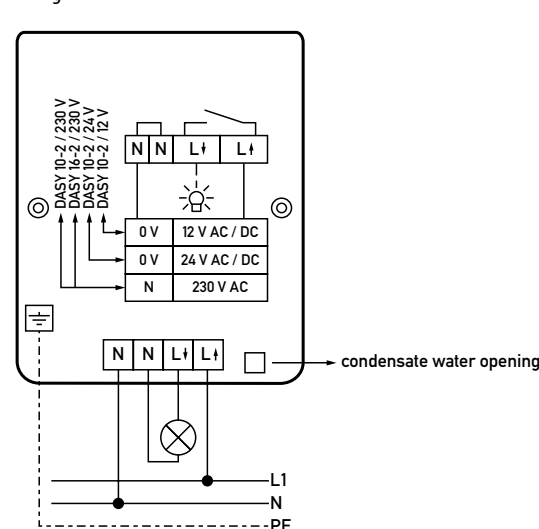 DASY 10-2 / 230 V
DASY 16-2 / 230 V
DASY 10-2 / 24 V
DASY 10-2 / 12 V
N N L L
0 V 12 V AC / DC
0 V 24 V AC / DC
N 230 V AC
N N L L
condensate water opening
L1
N
PE